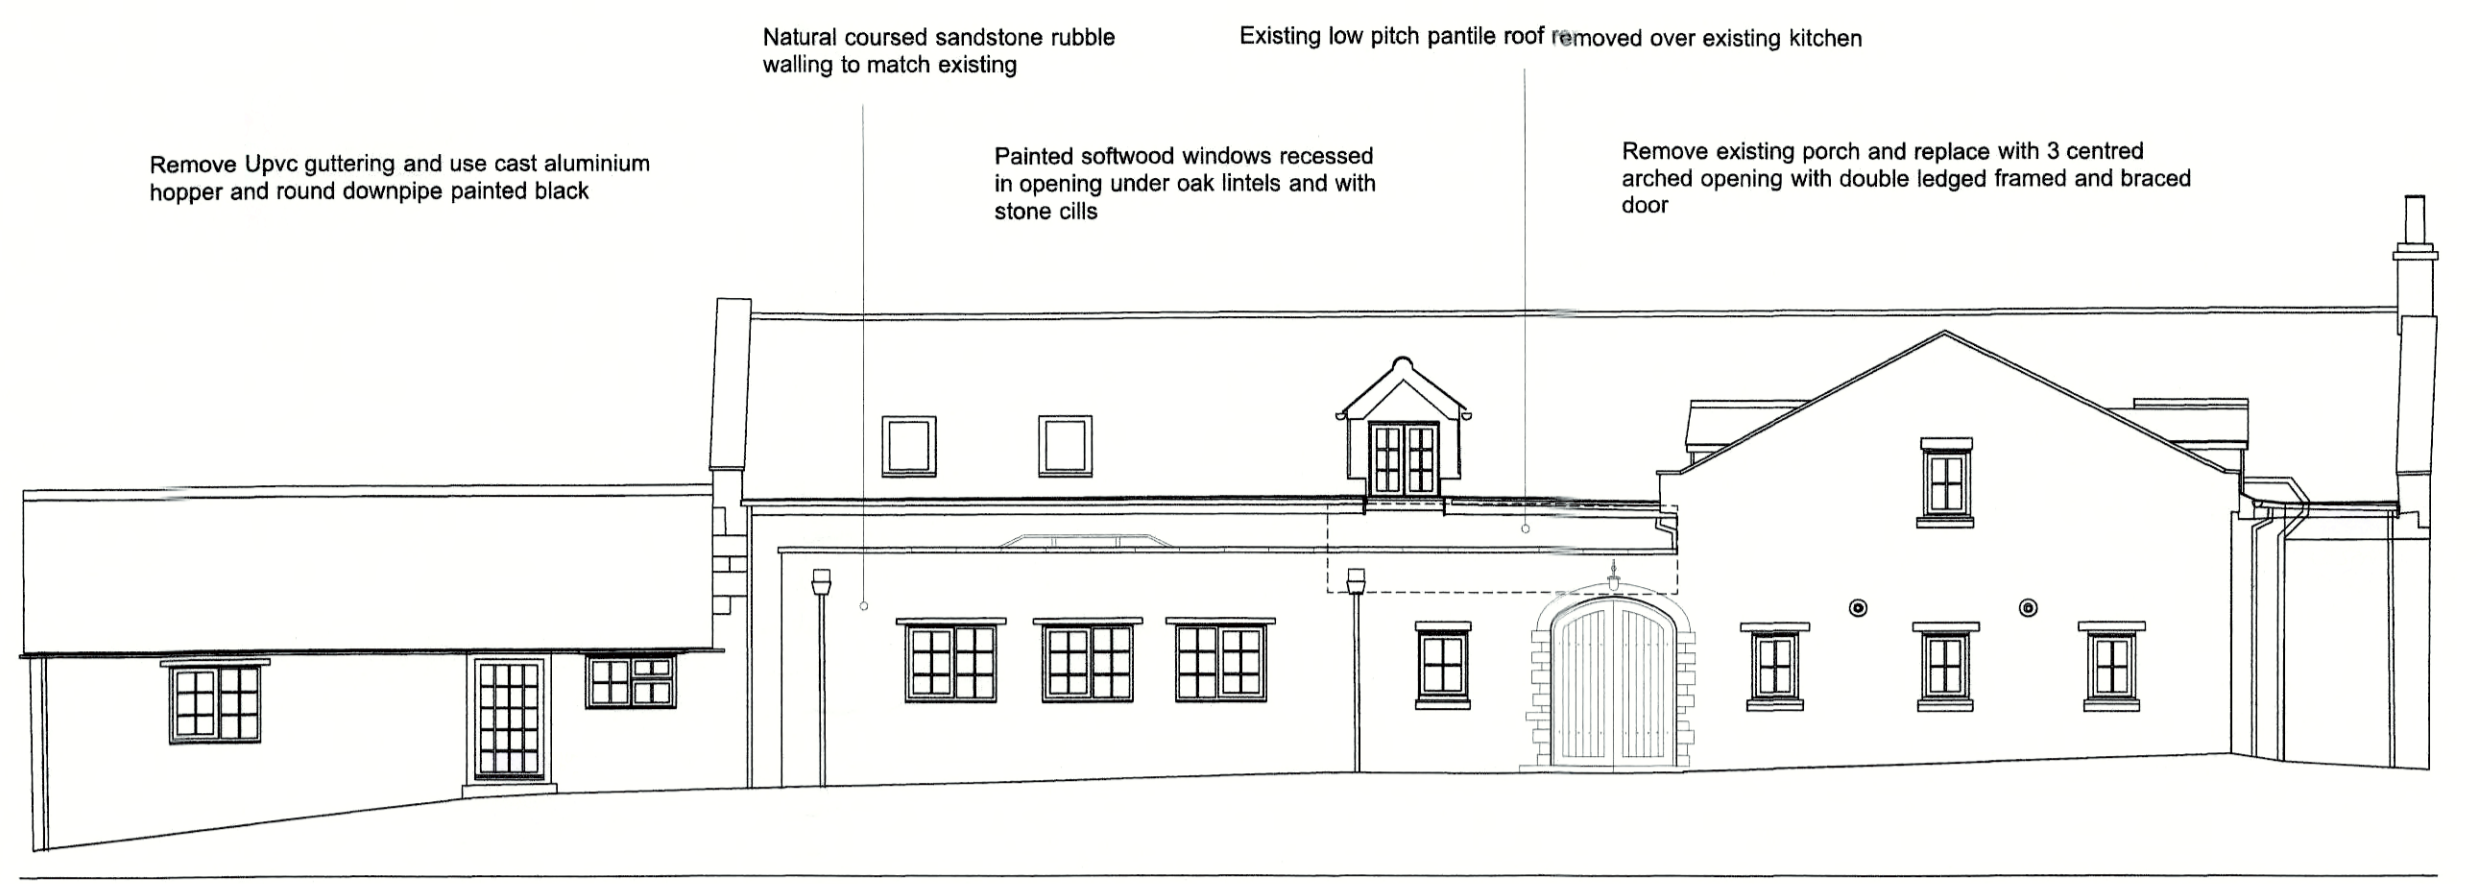 Natural coursed sandstone rubble
walling to match existing
Existing low pitch pantile roof removed over existing kitchen
Remove Upvc guttering and use cast aluminium
hopper and round downpipe painted black
Painted softwood windows recessed
in opening under oak lintels and with
stone cills
Remove existing porch and replace with 3 centred
arched opening with double ledged framed and braced
door